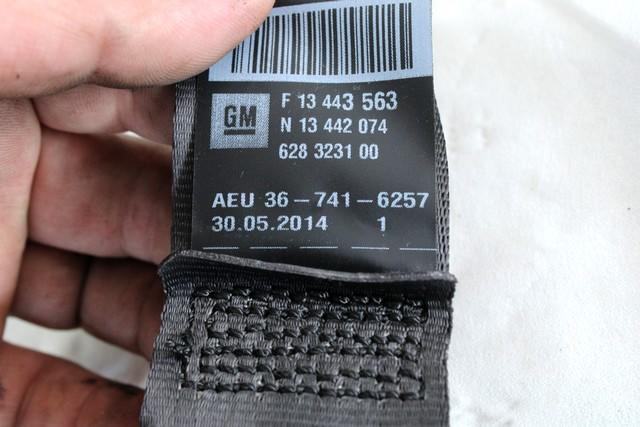 GM
F 13 443 563
N 13 442 074
628 3231 00
AEU 36-741-6257
30.05.2014 1